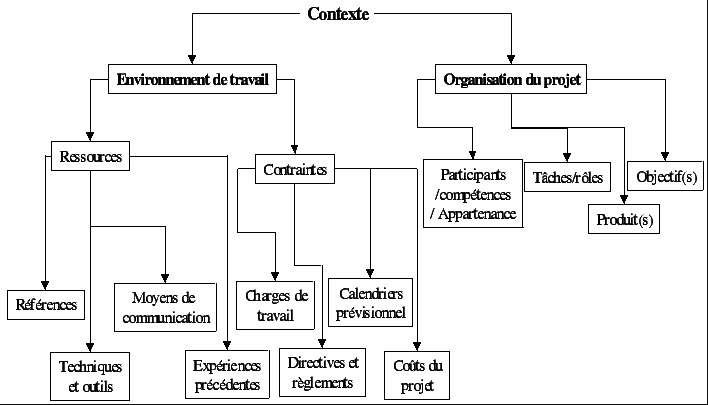 Contexte
Environnement de travail
Organisation du projet
Ressources
Contraintes
Participants
/compétences
/ Appartenance
Tâches/rôles
Objectif(s)
Produit(s)
Références
Moyens de
communication
Charges de
travail
Calendriers
prévisionnel
Techniques
et outils
Expériences
précédentes
Directives et
règlements
Coûts du
projet